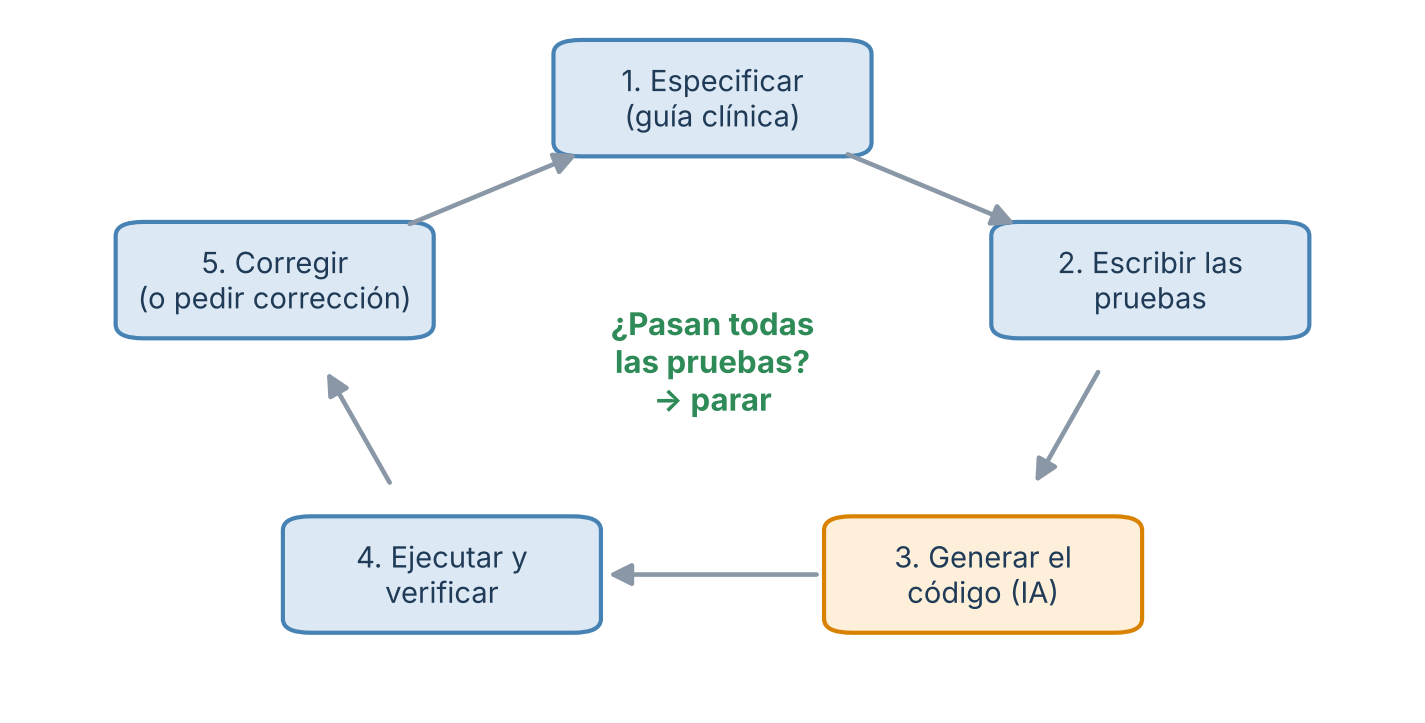 1. Especificar
(guía clínica)
5. Corregir
(o pedir corrección)
2. Escribir las
pruebas
¿Pasan todas
las pruebas?
→ parar
4. Ejecutar y
verificar
3. Generar el
código (IA)